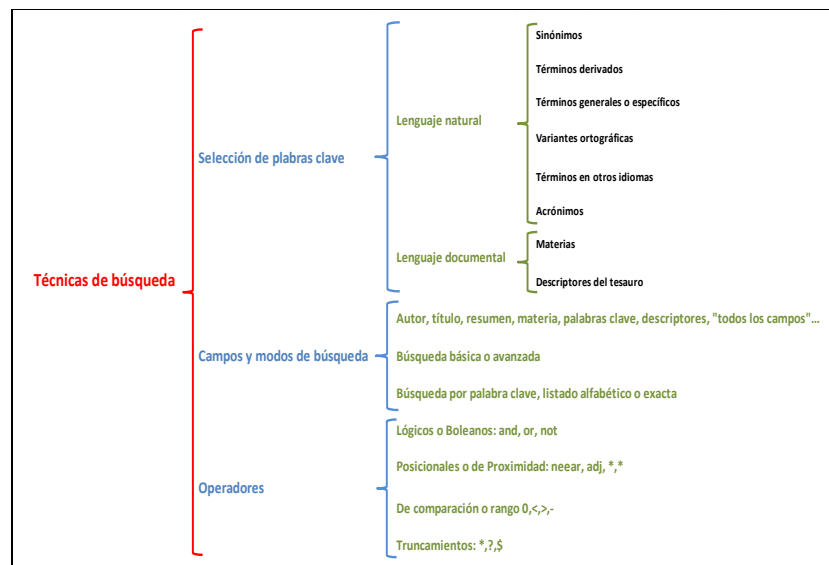 Técnicas de búsqueda
Selección de plabras clave
Lenguaje natural
Sinónimos
Términos derivados
Términos generales o específicos
Variantes ortográficas
Términos en otros idiomas
Acrónimos
Lenguaje documental
Materias
Descriptores del tesauro
Campos y modos de búsqueda
Autor, título, resumen, materia, palabras clave, descriptores, "todos los campos"...
Búsqueda básica o avanzada
Búsqueda por palabra clave, listado alfabético o exacta
Operadores
Lógicos o Boleanos: and, or, not
Posicionales o de Proximidad: neear, adj, *,*
De comparación o rango 0,<,>,-
Truncamientos: *,?,$